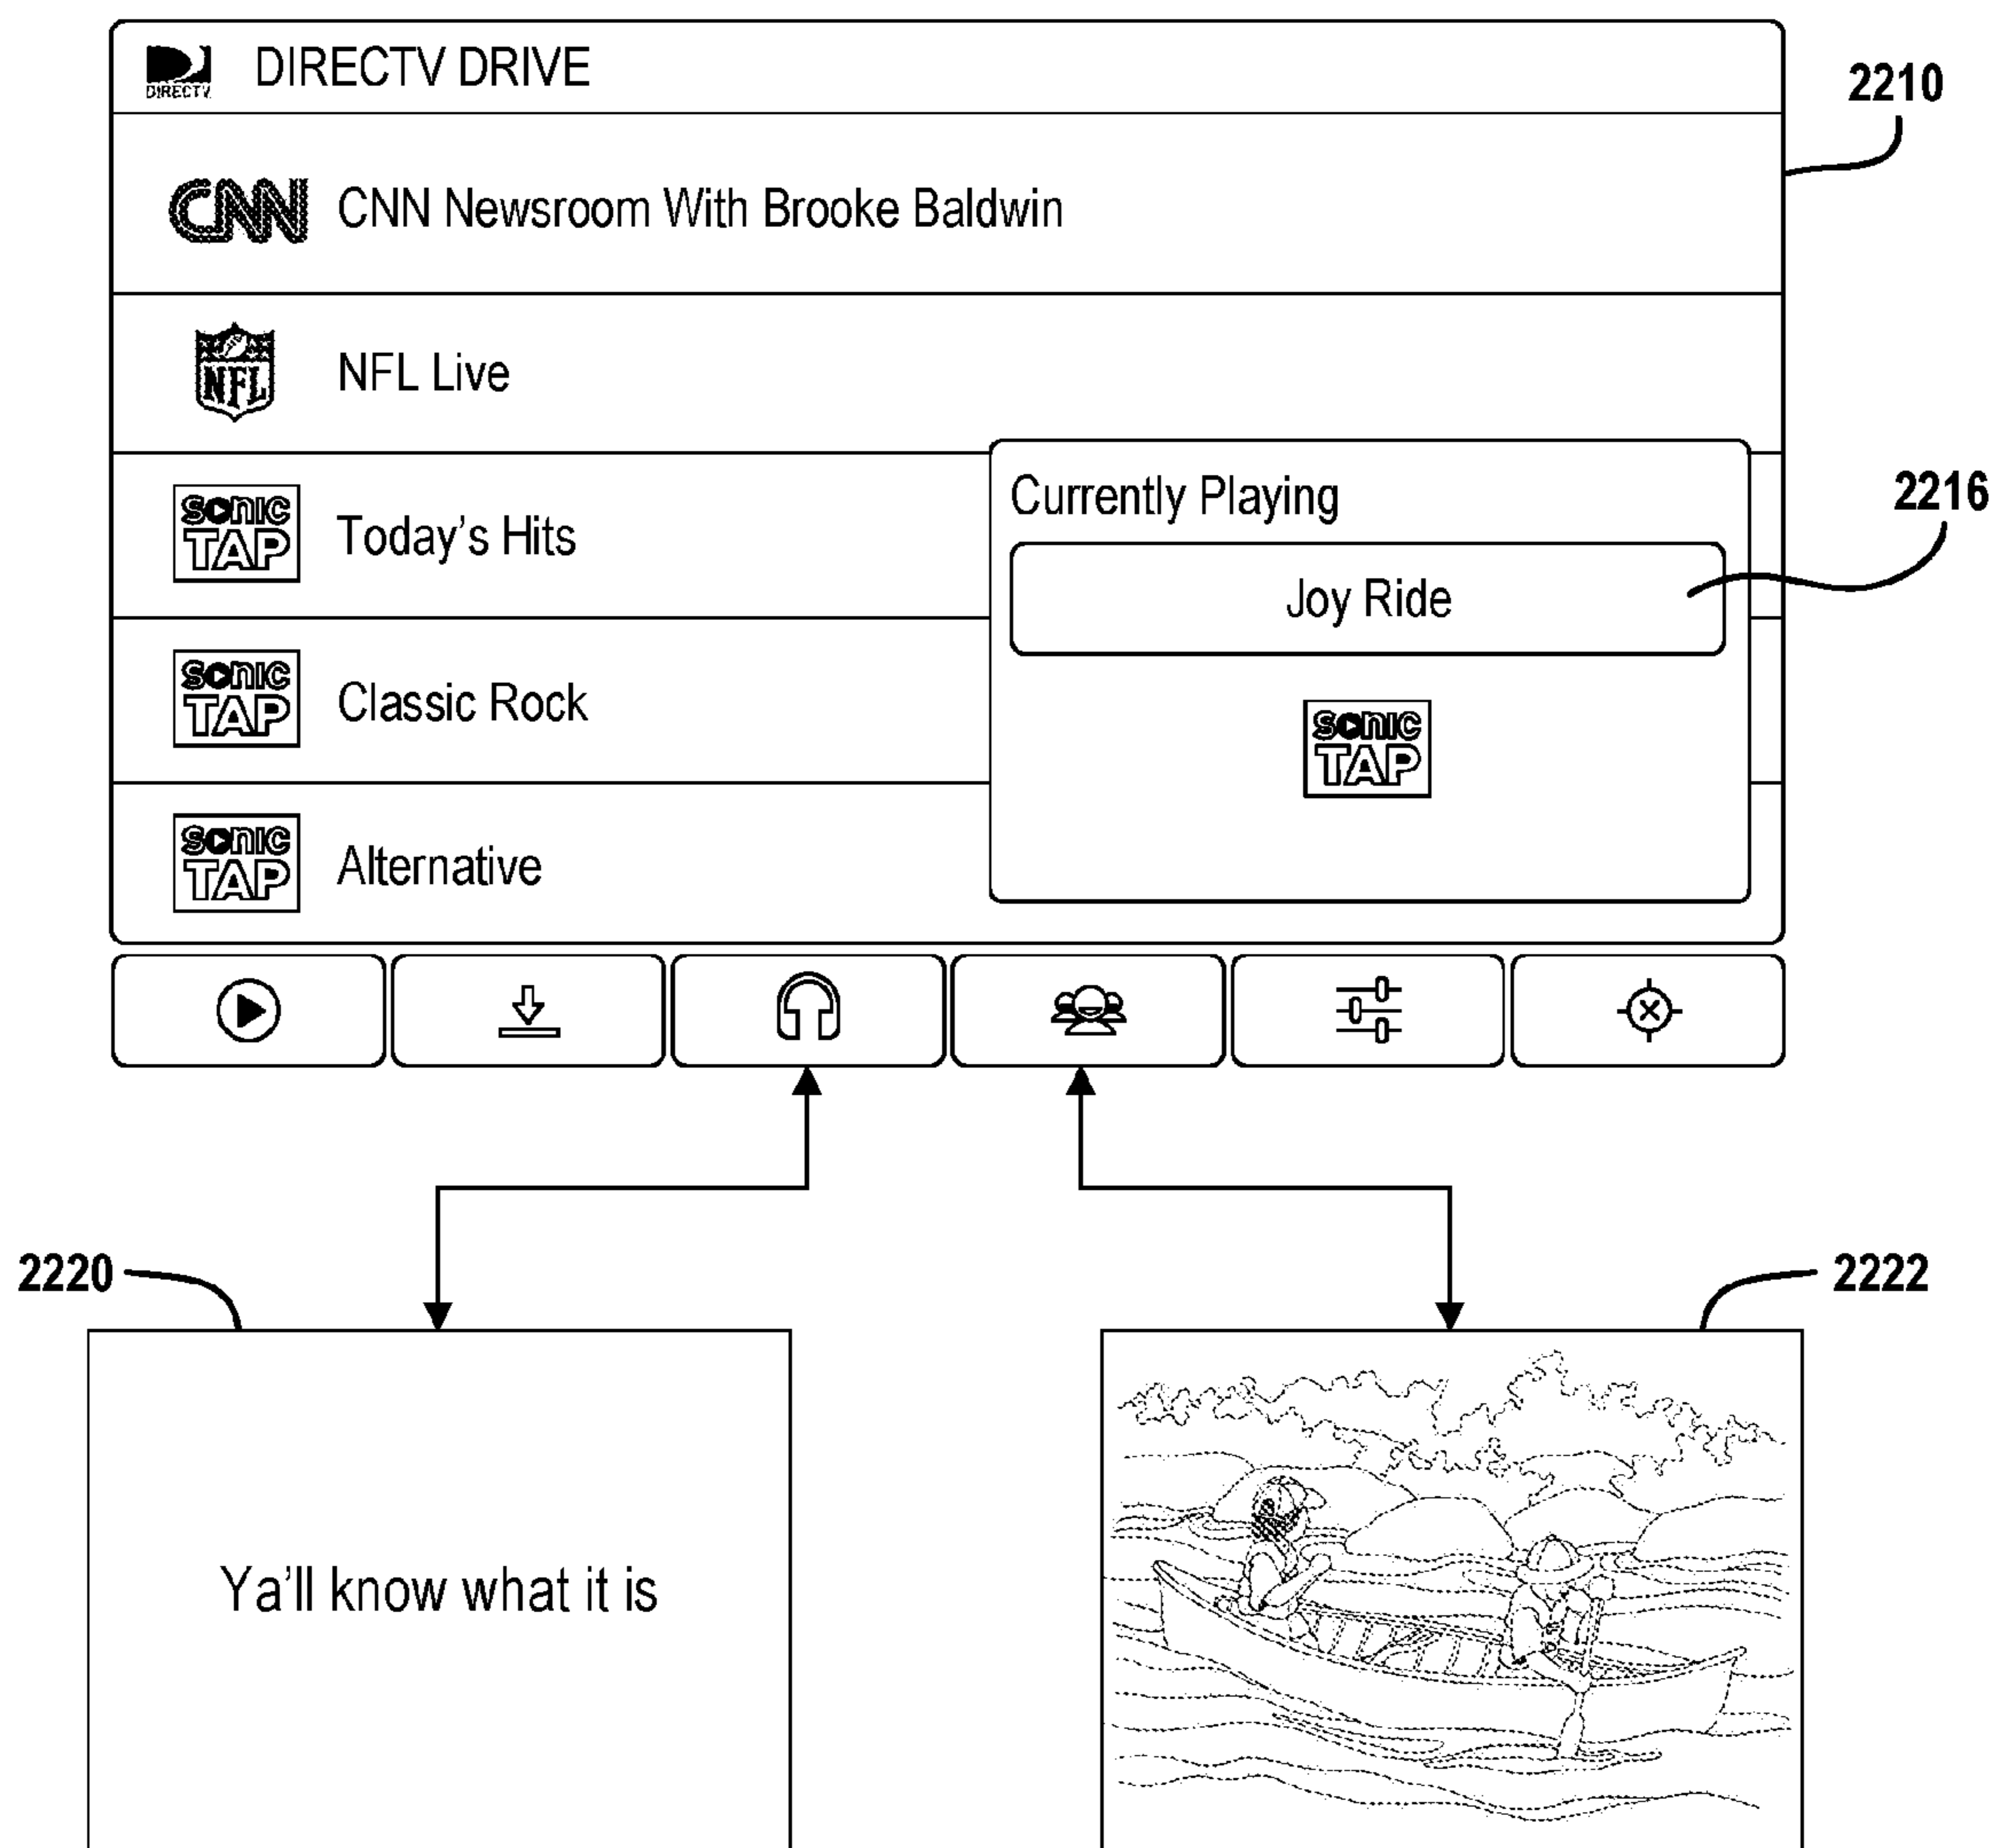 DIRECTV DRIVE
DIRECTV
2210
CNN CNN Newsroom With Brooke Baldwin
NFL NFL Live
Currently Playing
2216
SONIC TAP Today's Hits
Joy Ride
SONIC TAP Classic Rock
SONIC TAP
SONIC TAP Alternative
2220
2222
Ya'll know what it is